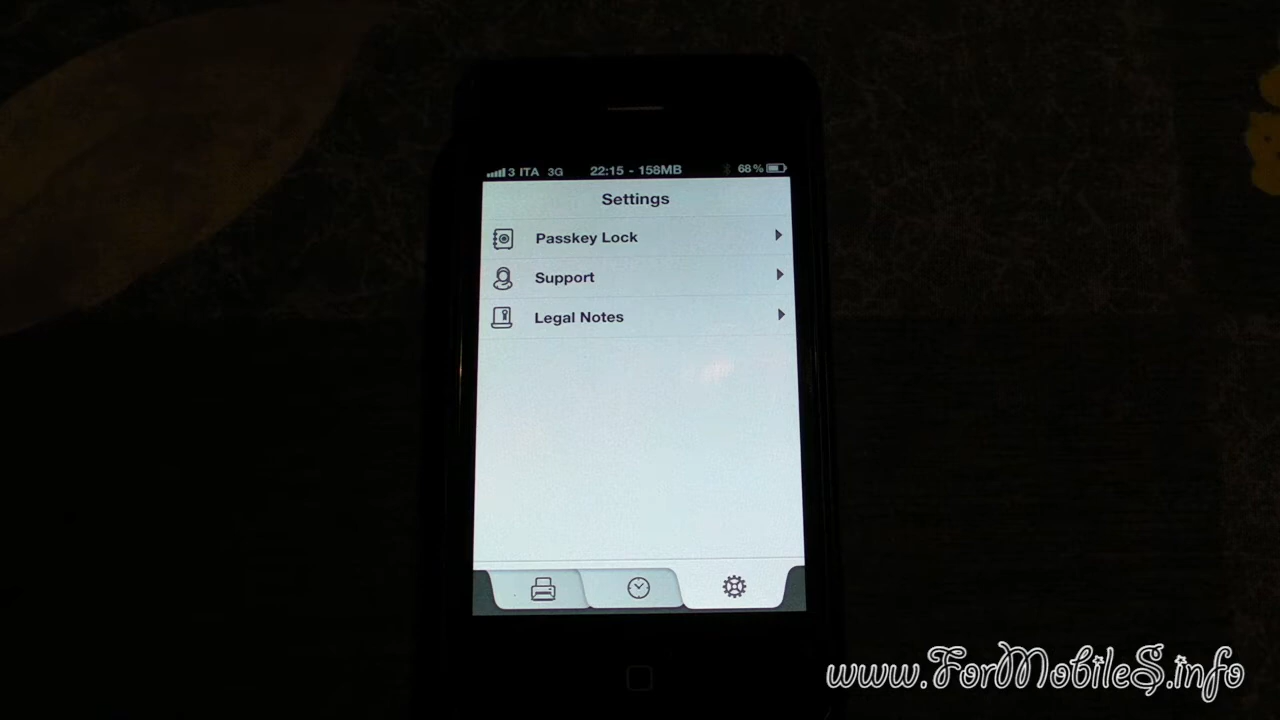 3 ITA 3G 22:15 - 158MB 68%
Settings
Passkey Lock
Support
Legal Notes
www.ForMobileS.info